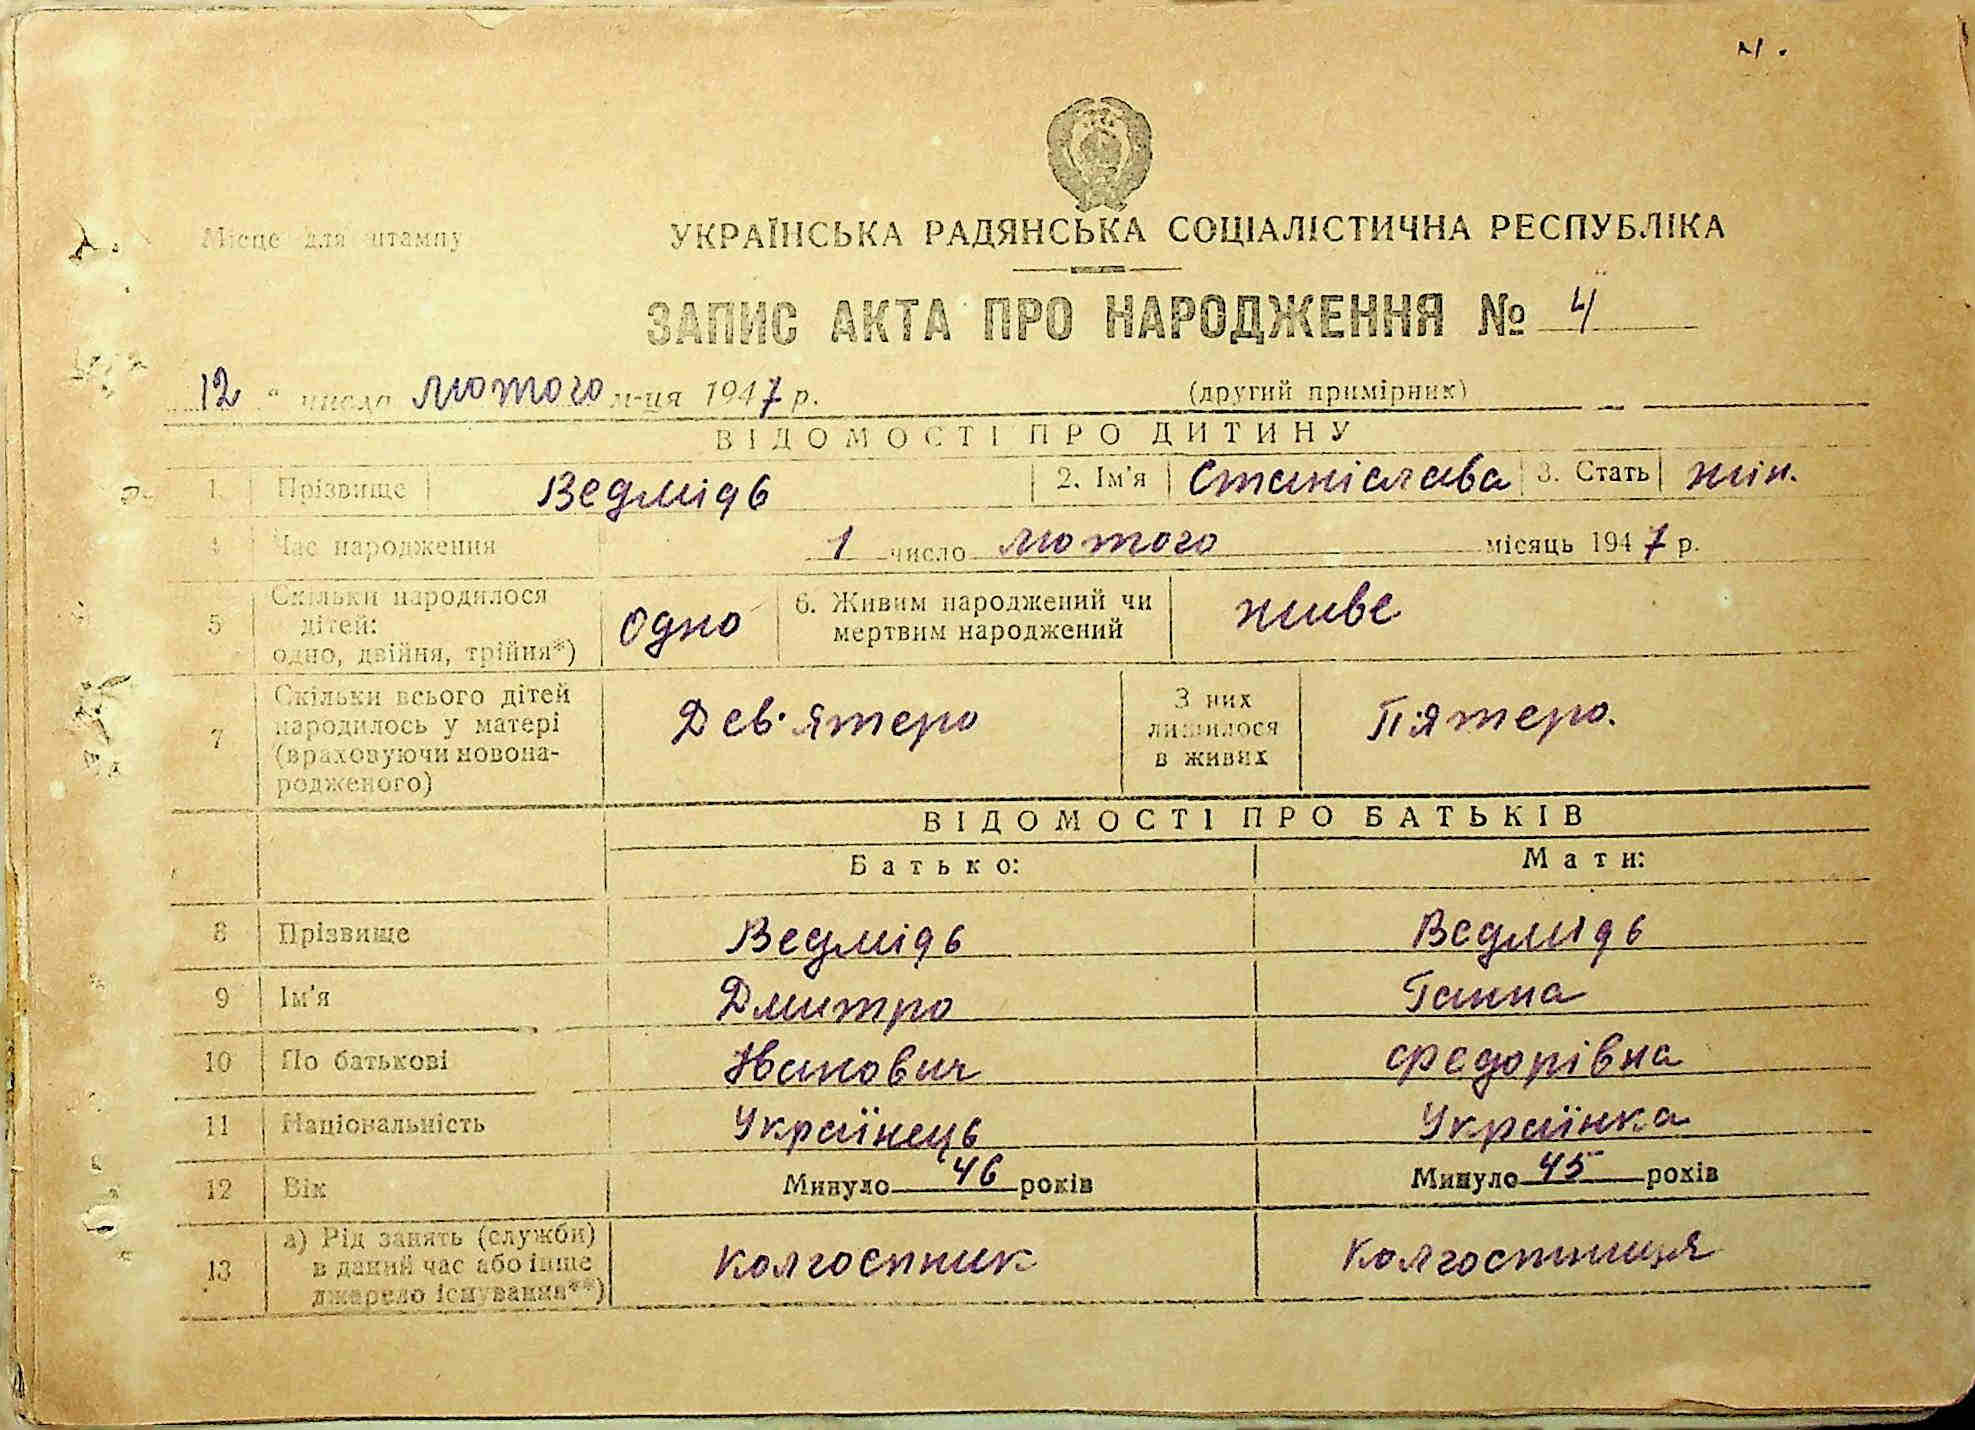 Місце для штампу
УКРАЇНСЬКА РАДЯНСЬКА СОЦІАЛІСТИЧНА РЕСПУБЛІКА
ЗАПИС АКТА ПРО НАРОДЖЕННЯ № 4
12 " число лютого м-ця 1947 р.
(другий примірник)
ВІДОМОСТІ ПРО ДИТИНУ
1. Прізвище Ведмідь 2. Ім'я Станіслава 3. Стать жін.
4 Час народження 1 число лютого місяць 1947 р.
5 Скільки народилося дітей: одно, двійня, трійня*) Одно 6. Живим народжений чи мертвим народжений живе
7 Скільки всього дітей народилось у матері (враховуючи новонародженого) Дев'ятеро З них лишилося в живих П'ятеро.
ВІДОМОСТІ ПРО БАТЬКІВ
Батько: Мати:
8 Прізвище Ведмідь Ведмідь
9 Ім'я Дмитро Ганна
10 По батькові Іванович Федорівна
11 Національність Українець Українка
12 Вік Минуло 46 років Минуло 45 років
13 а) Рід занять (служби) в даний час або інше джерело існування**) Колгоспник Колгоспниця